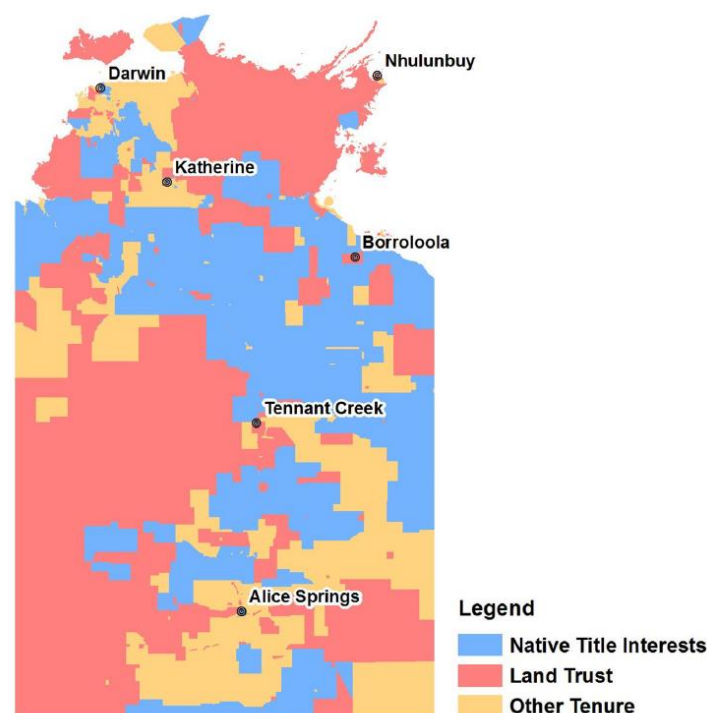 Darwin
Nhulunbuy
Katherine
Borroloola
Tennant Creek
Alice Springs
Legend
Native Title Interests
Land Trust
Other Tenure